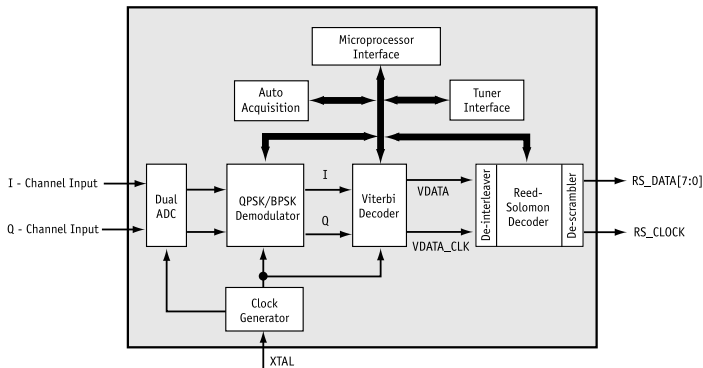 Microprocessor
Interface
Auto
Acquisition
Tuner
Interface
I - Channel Input
Q - Channel Input
Dual
ADC
QPSK/BPSK
Demodulator
I
Q
Viterbi
Decoder
VDATA
VDATA_CLK
De-interleaver
Reed-
Solomon
Decoder
De-scrambler
RS_DATA[7:0]
RS_CLOCK
Clock
Generator
XTAL